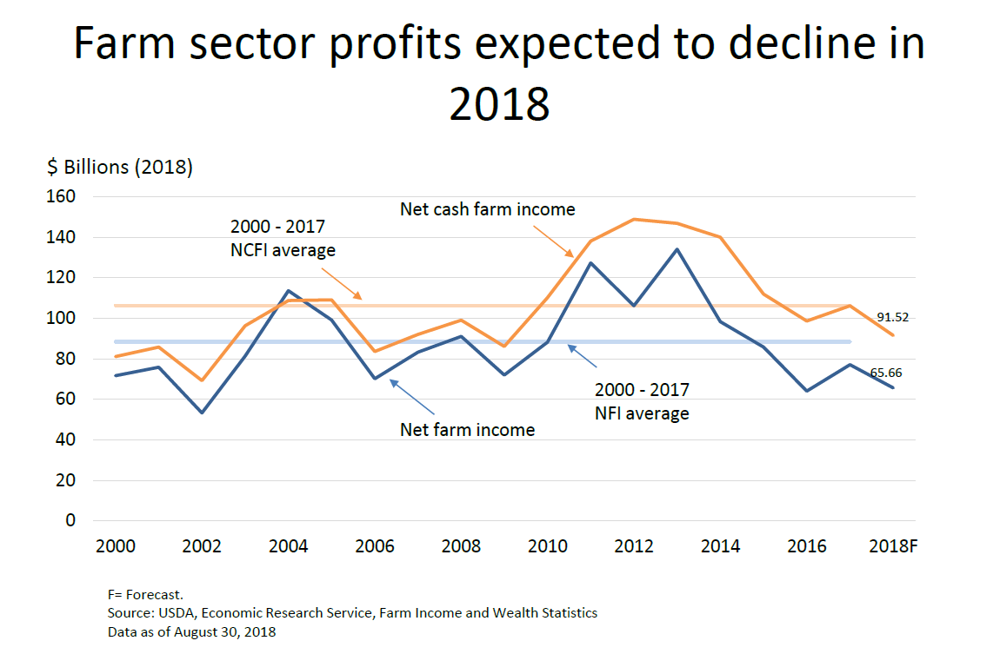 Farm sector profits expected to decline in
2018
$ Billions (2018)
160
140
120
100
80
60
40
20
0
2000 - 2017
NCFI average
Net cash farm income
91.52
65.66
2000 - 2017
NFI average
Net farm income
2000 2002 2004 2006 2008 2010 2012 2014 2016 2018F
F= Forecast.
Source: USDA, Economic Research Service, Farm Income and Wealth Statistics
Data as of August 30, 2018